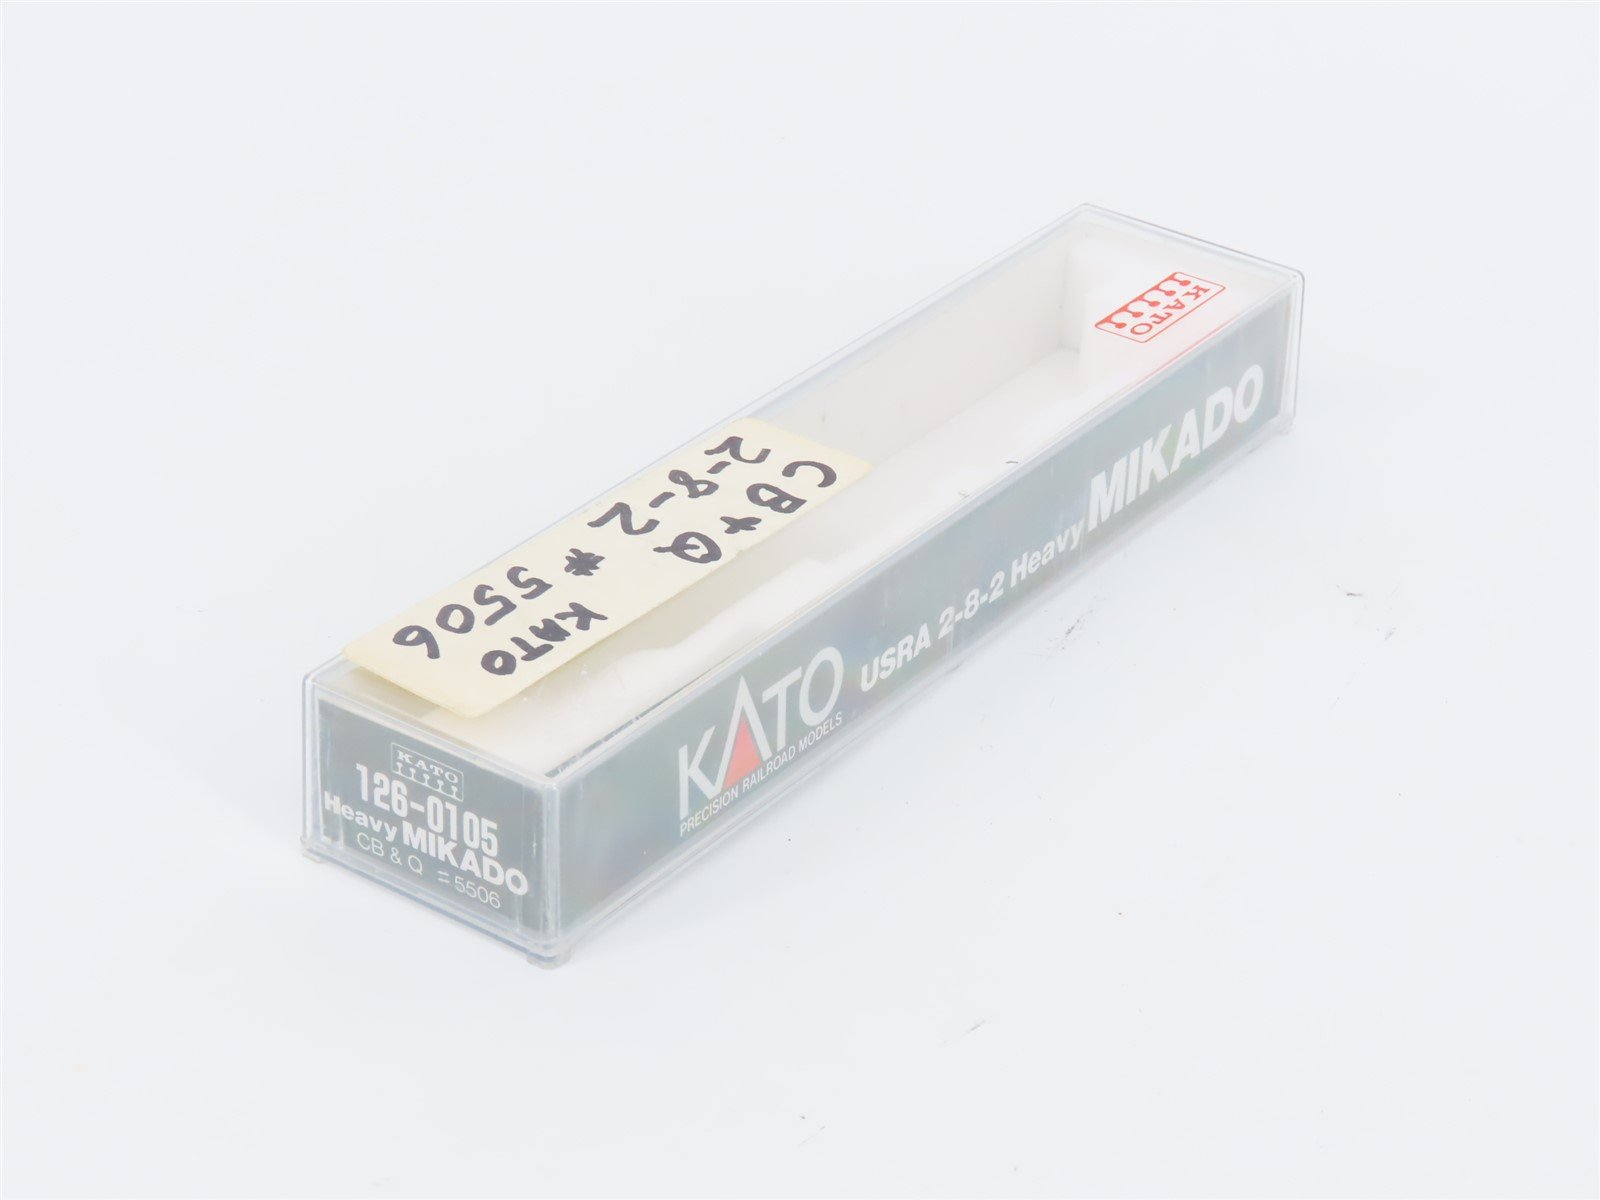 KATO
CB+Q
2-8-2
KATO
#5506
KATO
PRECISION RAILROAD MODELS
USRA 2-8-2 Heavy MIKADO
KATO
126-0105
Heavy MIKADO
CB & Q #5506